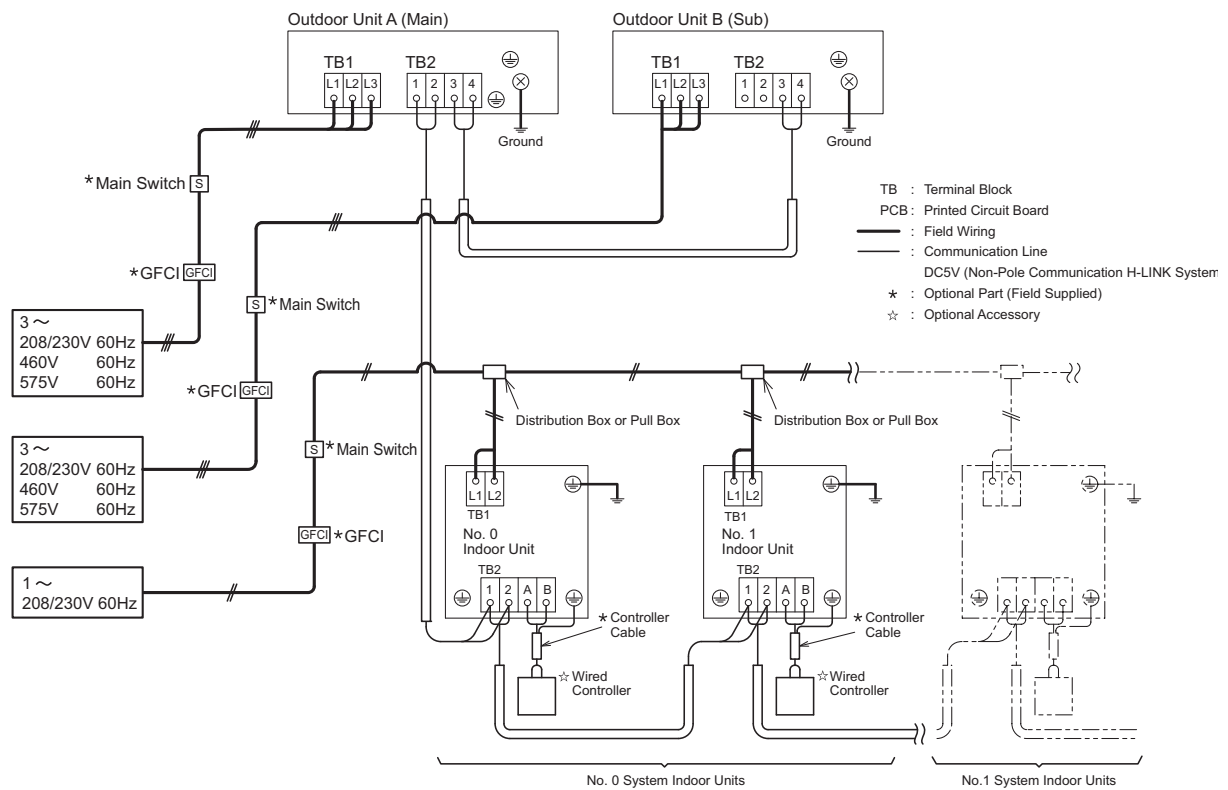 Outdoor Unit A (Main)
Outdoor Unit B (Sub)
TB1
TB2
L1 L2 L3
1 2 3 4
Ground
TB1
TB2
L1 L2 L3
1 2 3 4
Ground
*Main Switch S
*GFCI GFCI
S *Main Switch
*GFCI GFCI
S *Main Switch
GFCI *GFCI
3 ~
208/230V 60Hz
460V 60Hz
575V 60Hz
3 ~
208/230V 60Hz
460V 60Hz
575V 60Hz
1 ~
208/230V 60Hz
TB : Terminal Block
PCB : Printed Circuit Board
: Field Wiring
: Communication Line
DC5V (Non-Pole Communication H-LINK System
* : Optional Part (Field Supplied)
☆ : Optional Accessory
Distribution Box or Pull Box
Distribution Box or Pull Box
L1 L2
TB1
No. 0
Indoor Unit
TB2
1 2 A B
* Controller
Cable
☆ Wired
Controller
L1 L2
TB1
No. 1
Indoor Unit
TB2
1 2 A B
* Controller
Cable
☆ Wired
Controller
No. 0 System Indoor Units
No.1 System Indoor Units